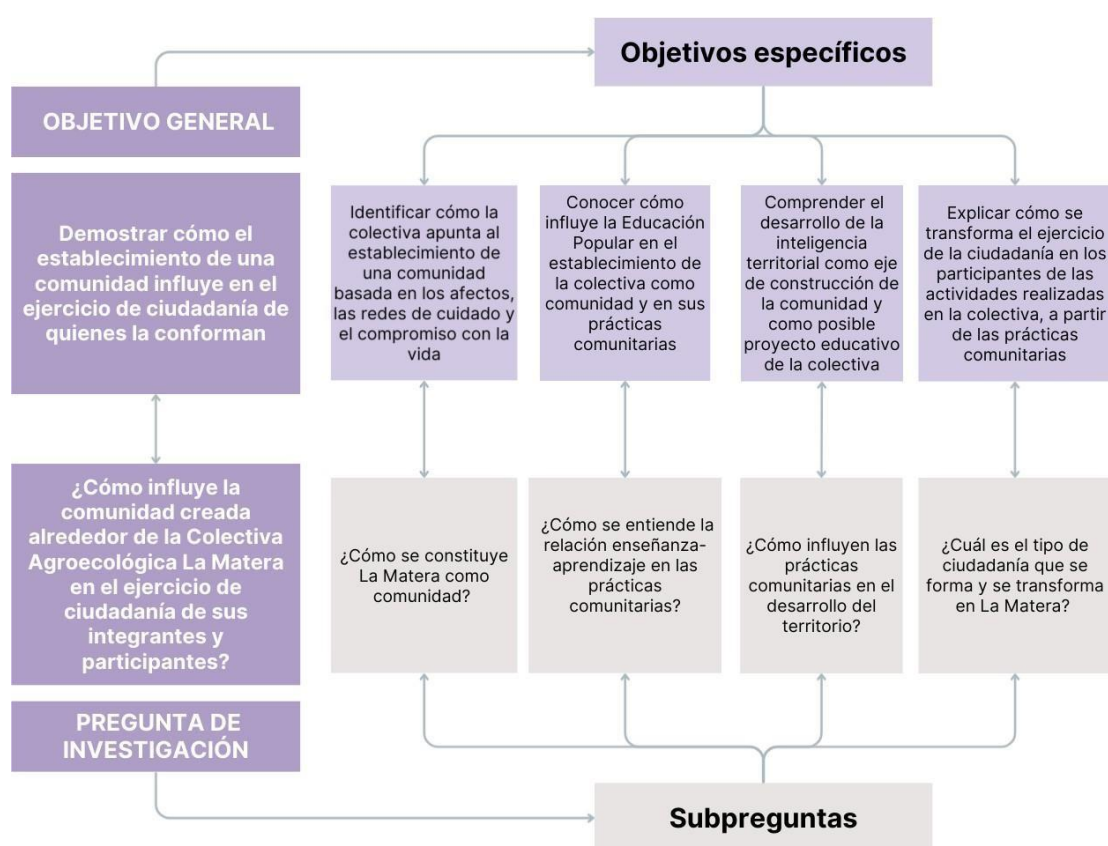 Objetivos específicos
OBJETIVO GENERAL
Demostrar cómo el
establecimiento de una
comunidad influye en el
ejercicio de ciudadanía de
quienes la conforman
Identificar cómo la
colectiva apunta al
establecimiento de
una comunidad
basada en los afectos,
las redes de cuidado y
el compromiso con la
vida
Conocer cómo
influye la Educación
Popular en el
establecimiento de
la colectiva como
comunidad y en sus
prácticas
comunitarias
Comprender el
desarrollo de la
inteligencia
territorial como eje
de construcción de
la comunidad y
como posible
proyecto educativo
de la colectiva
Explicar cómo se
transforma el ejercicio
de la ciudadanía en los
participantes de las
actividades realizadas
en la colectiva, a partir
de las prácticas
comunitarias
¿Cómo influye la
comunidad creada
alrededor de la Colectiva
Agroecológica La Matera
en el ejercicio de
ciudadanía de sus
integrantes y
participantes?
¿Cómo se constituye
La Matera como
comunidad?
¿Cómo se entiende la
relación enseñanza-
aprendizaje en las
prácticas
comunitarias?
¿Cómo influyen las
prácticas
comunitarias en el
desarrollo del
territorio?
¿Cuál es el tipo de
ciudadanía que se
forma y se transforma
en La Matera?
PREGUNTA DE
INVESTIGACIÓN
Subpreguntas